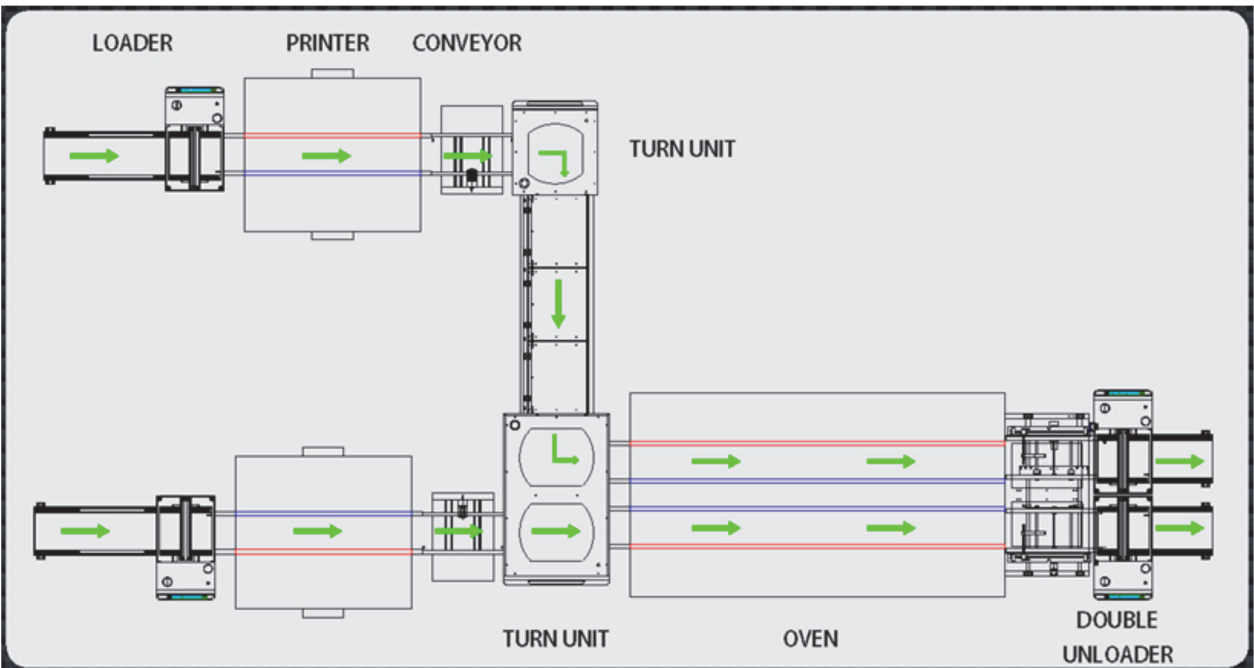 LOADER
PRINTER
CONVEYOR
TURN UNIT
TURN UNIT
OVEN
DOUBLE
UNLOADER